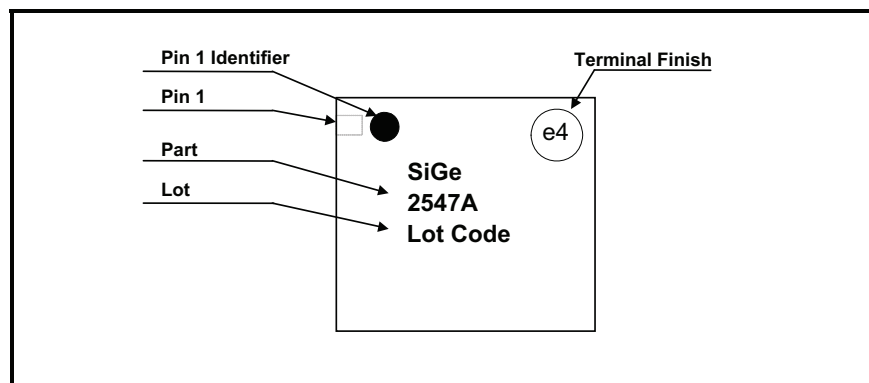 Pin 1 Identifier
Terminal Finish
Pin 1
e4
Part
SiGe
2547A
Lot
Lot Code